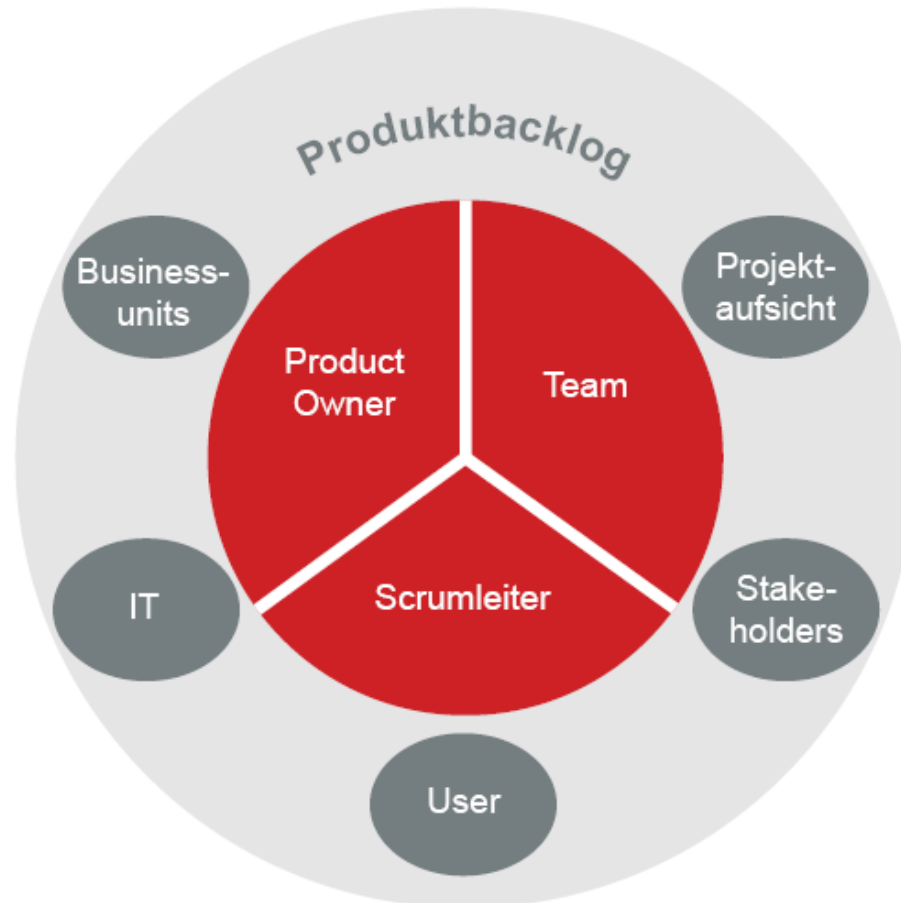 Produktbacklog
Business-
units
Projekt-
aufsicht
Product
Owner
Team
IT
Scrumleiter
Stake-
holders
User